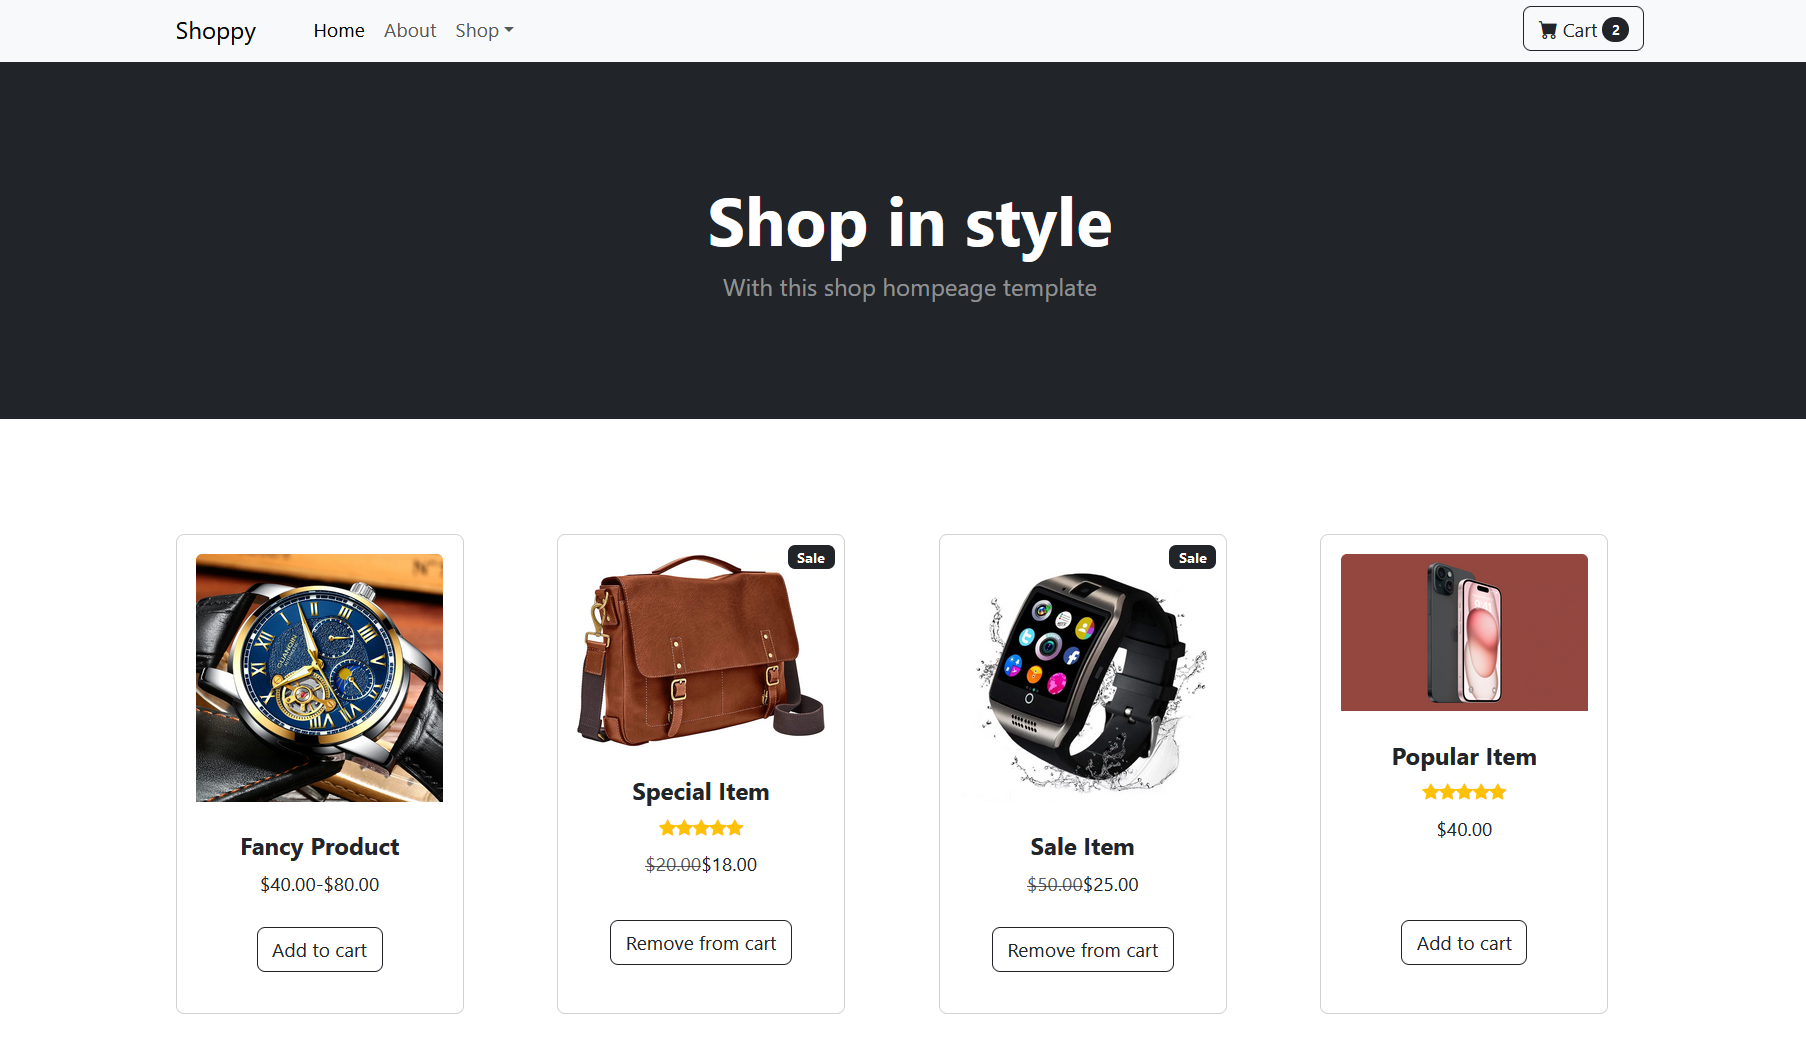 Shoppy Home About Shop Cart 2
Shop in style
With this shop hompeage template
Sale
Sale
GUANQIN
Fancy Product
$40.00-$80.00
Add to cart
Special Item
$20.00$18.00
Remove from cart
Sale Item
$50.00$25.00
Remove from cart
Popular Item
$40.00
Add to cart